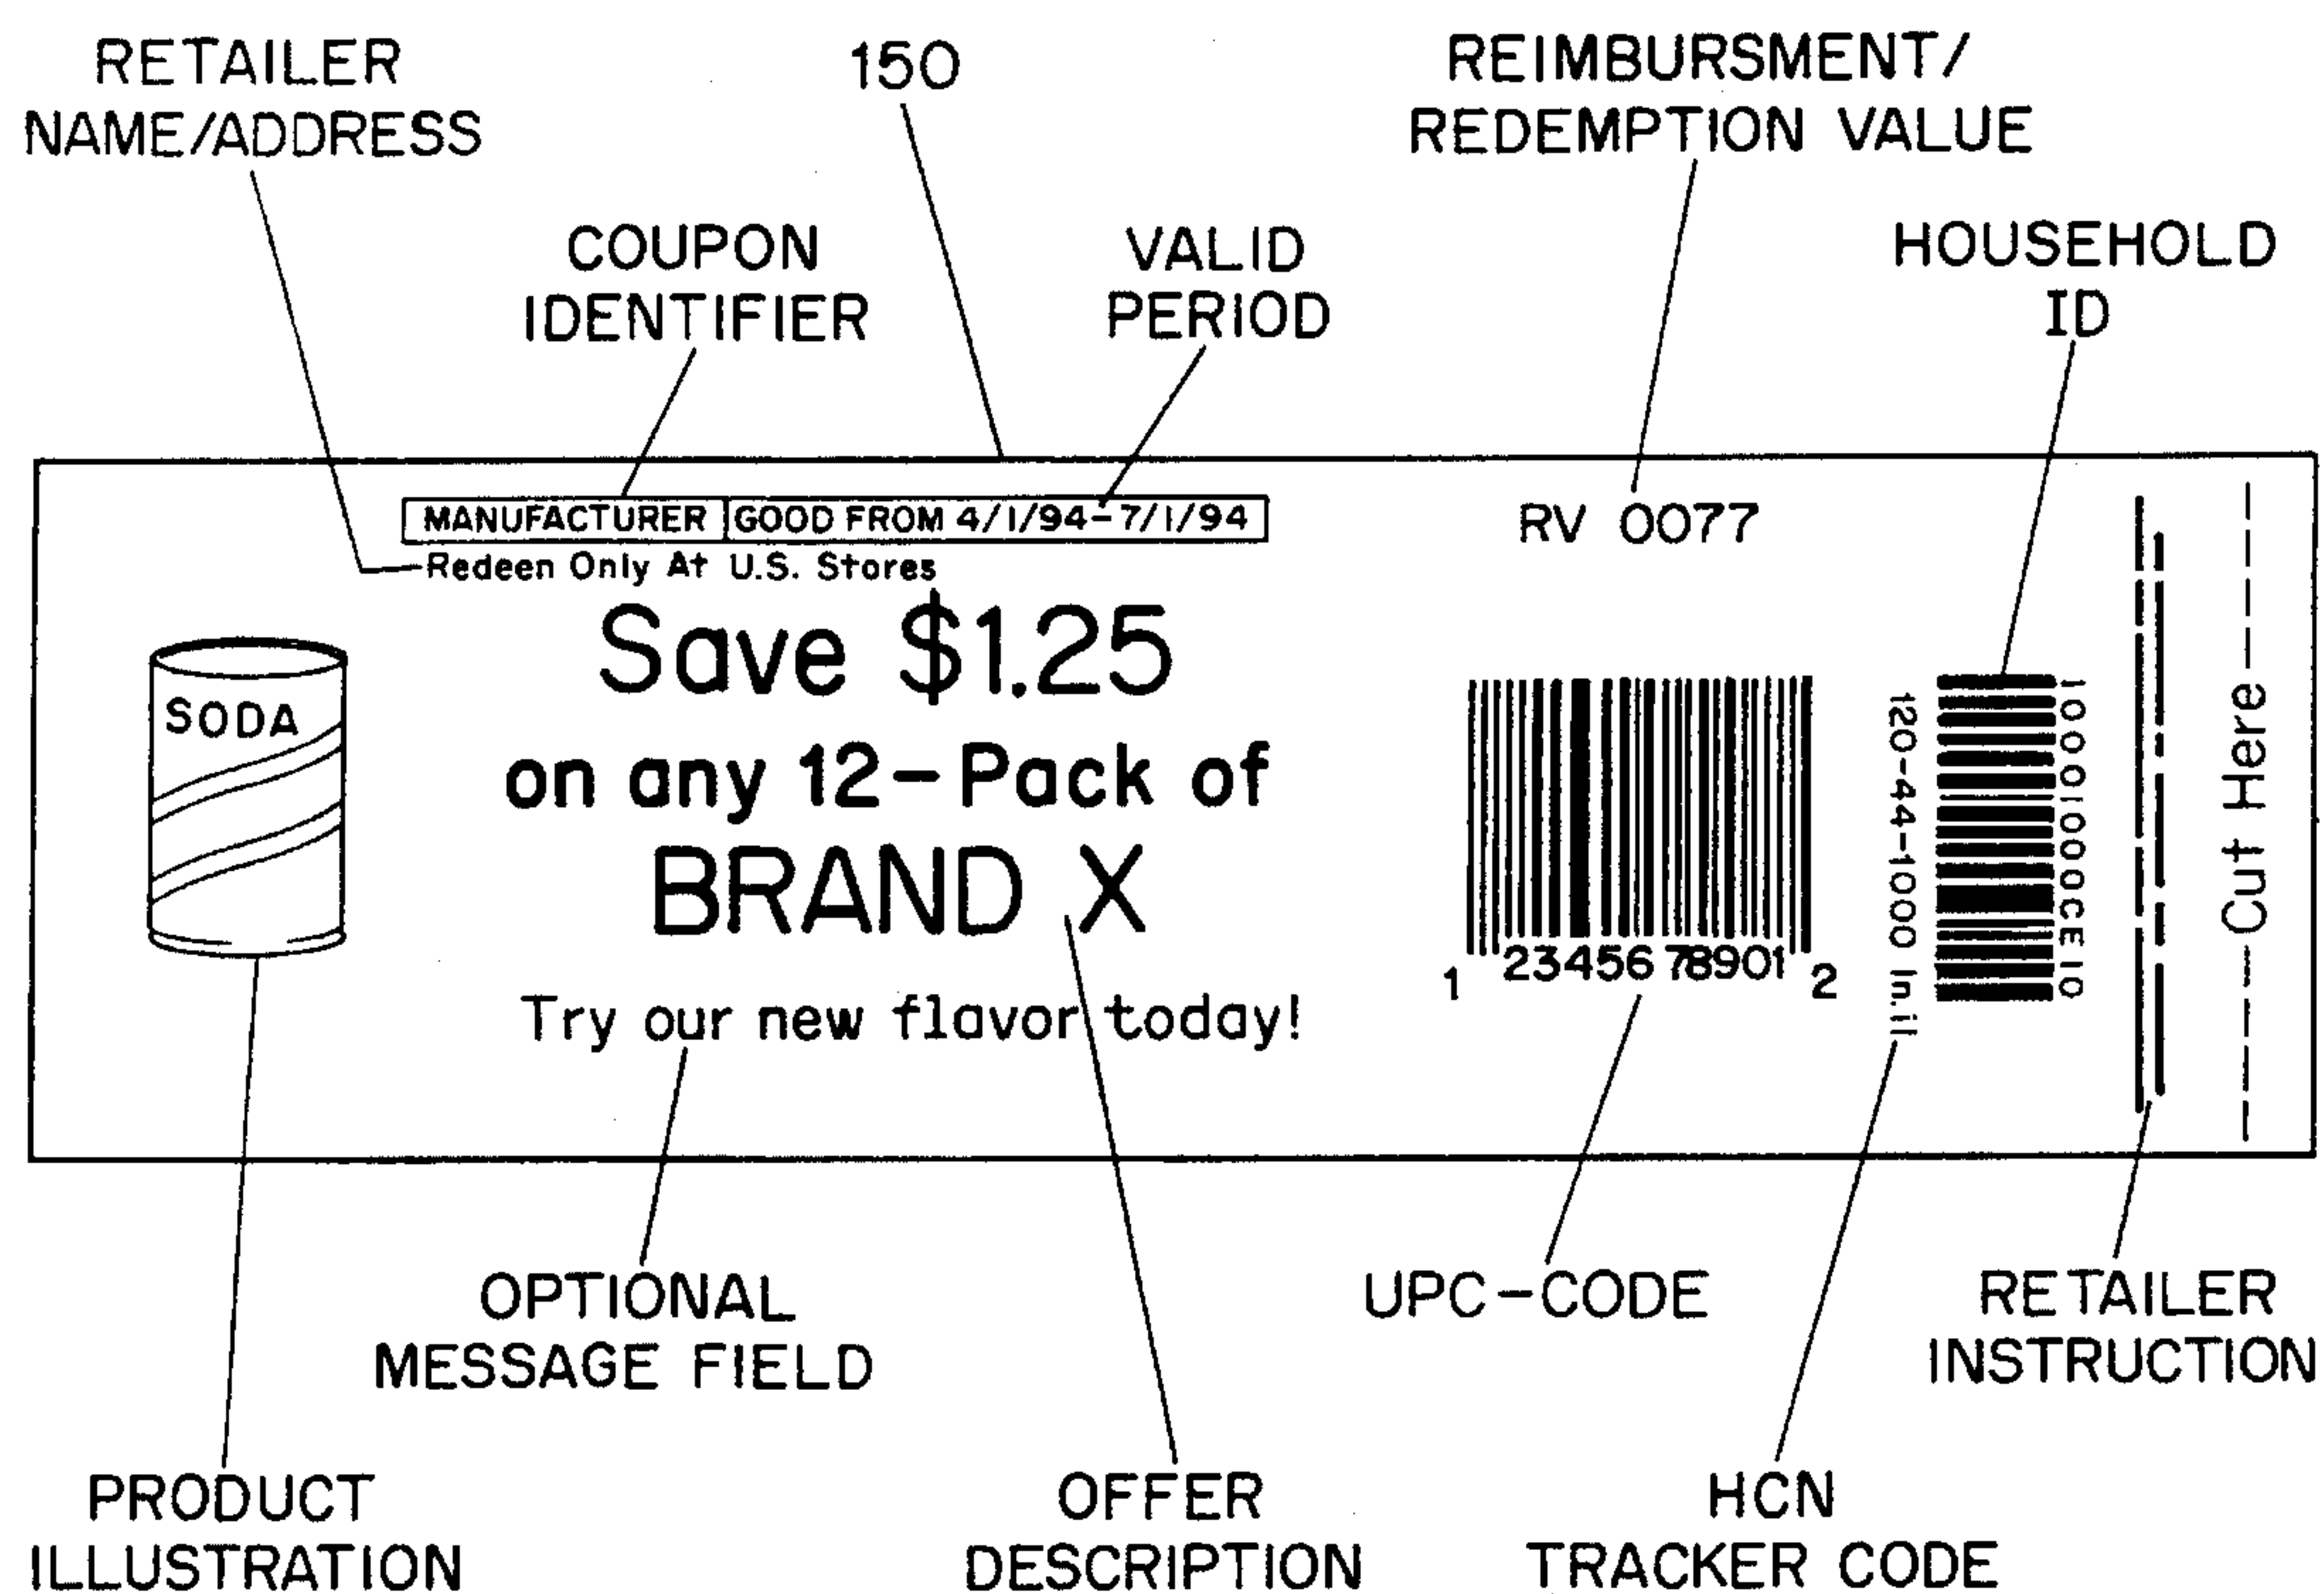 RETAILER
NAME/ADDRESS
150
REIMBURSMENT/
REDEMPTION VALUE
COUPON
IDENTIFIER
VALID
PERIOD
HOUSEHOLD
ID
MANUFACTURER GOOD FROM 4/1/94-7/1/94
RV 0077
Redeen Only At U.S. Stores
Save $1.25
SODA
on any 12-Pack of
BRAND X
Try our new flavor today!
1 23456 78901 2
120-44-1000 In.il
100010000CE10
----Cut Here----
OPTIONAL
MESSAGE FIELD
UPC-CODE
RETAILER
INSTRUCTION
PRODUCT
ILLUSTRATION
OFFER
DESCRIPTION
HCN
TRACKER CODE